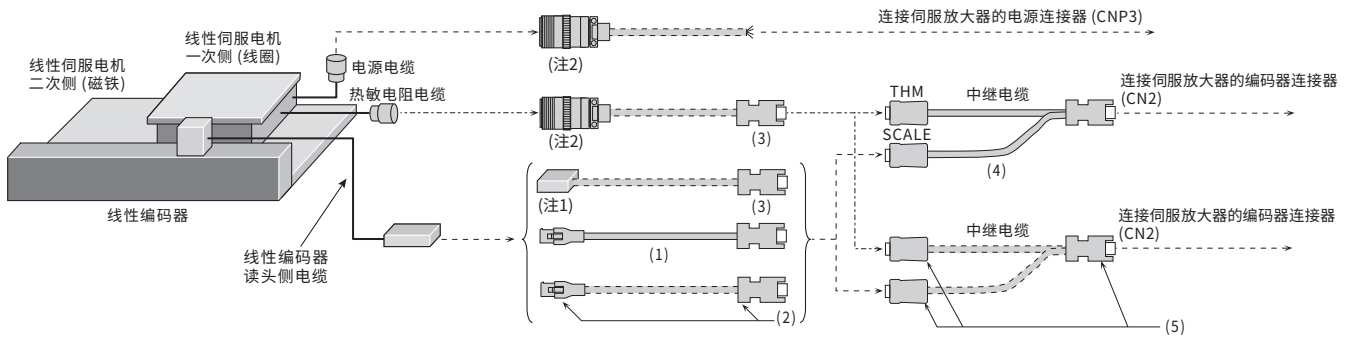 连接伺服放大器的电源连接器 (CNP3)
线性伺服电机
一次侧 (线圈)
线性伺服电机
二次侧 (磁铁)
电源电缆
(注2)
热敏电阻电缆
(注2)
(3)
THM
中继电缆
连接伺服放大器的编码器连接器
(CN2)
SCALE
(4)
(注1)
(3)
线性编码器
线性编码器
读头侧电缆
(1)
(2)
中继电缆
连接伺服放大器的编码器连接器
(CN2)
(5)